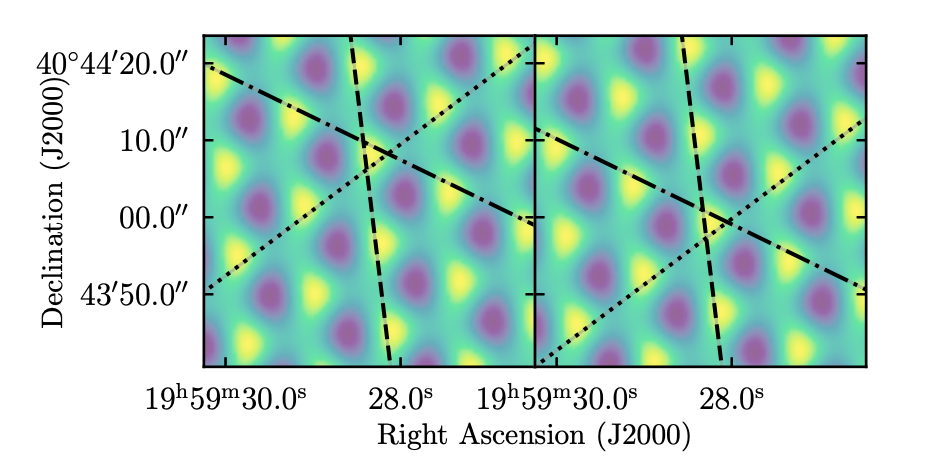 40°44′20.0″
10.0″
00.0″
43′50.0″
Declination (J2000)
19ʰ59ᵐ30.0ˢ 28.0ˢ 19ʰ59ᵐ30.0ˢ 28.0ˢ
Right Ascension (J2000)